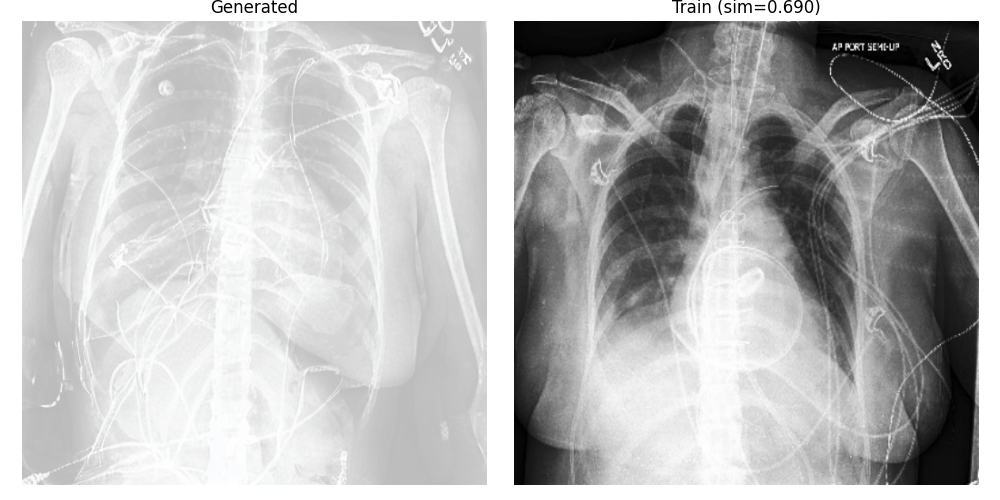 Generated
Train (sim=0.690)
AP PORT SEMI-UP
L